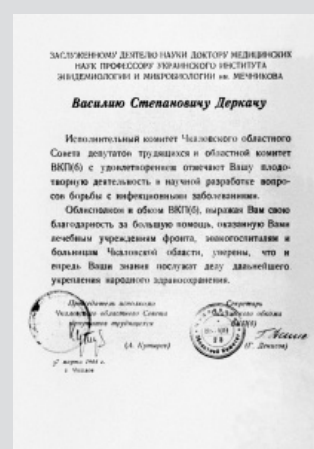 ЗАСЛУЖЕННОМУ ДЕЯТЕЛЮ НАУКИ ДОКТОРУ МЕДИЦИНСКИХ
НАУК ПРОФЕССОРУ УКРАИНСКОГО ИНСТИТУТА
ЭПИДЕМИОЛОГИИ И МИКРОБИОЛОГИИ им. МЕЧНИКОВА
Василию Степановичу Деркачу
Исполнительный комитет Чкаловского областного
Совета депутатов трудящихся и областной комитет
ВКП(б) с удовлетворением отмечают Вашу плодо-
творную деятельность в научной разработке вопро-
сов борьбы с инфекционными заболеваниями.
Облисполком и обком ВКП(б), выражая Вам свою
благодарность за большую помощь, оказанную Вами
лечебным учреждениям фронта, эвакогоспиталям и
больницам Чкаловской области, уверены, что и
впредь Ваши знания послужат делу дальнейшего
укрепления народного здравоохранения.
Председатель исполкома
Чкаловского областного Совета
депутатов трудящихся
(А. Кутырев)
Секретарь
Чкаловского обкома
ВКП(б)
(Г. Денисов)
марта 1944 г.
г. Чкалов